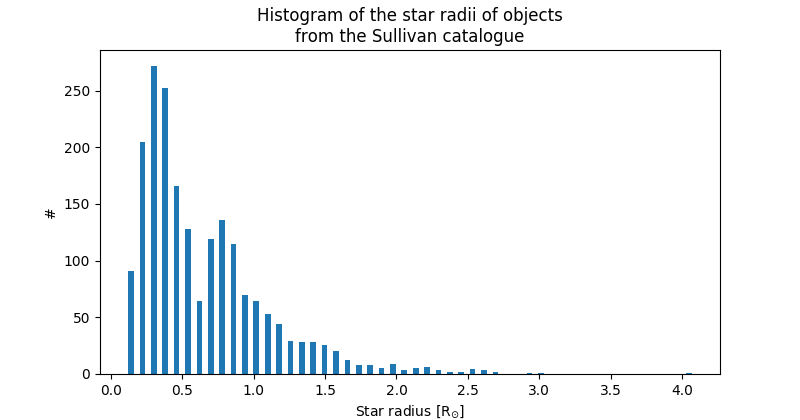 Histogram of the star radii of objects
from the Sullivan catalogue
250
200
150
100
50
0
#
0.0 0.5 1.0 1.5 2.0 2.5 3.0 3.5 4.0
Star radius [R☉]